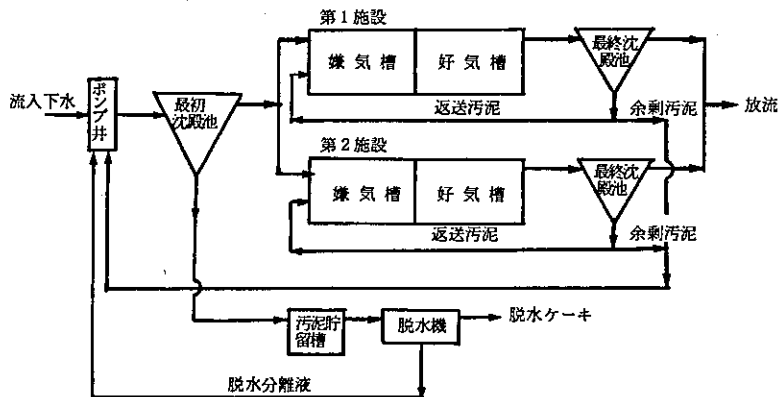 第1施設
嫌気槽
好気槽
最終沈
殿池
流入下水
ポンプ井
最初
沈殿池
返送汚泥
余剰汚泥
放流
第2施設
嫌気槽
好気槽
最終沈
殿池
返送汚泥
余剰汚泥
汚泥貯
留槽
脱水機
脱水ケーキ
脱水分離液